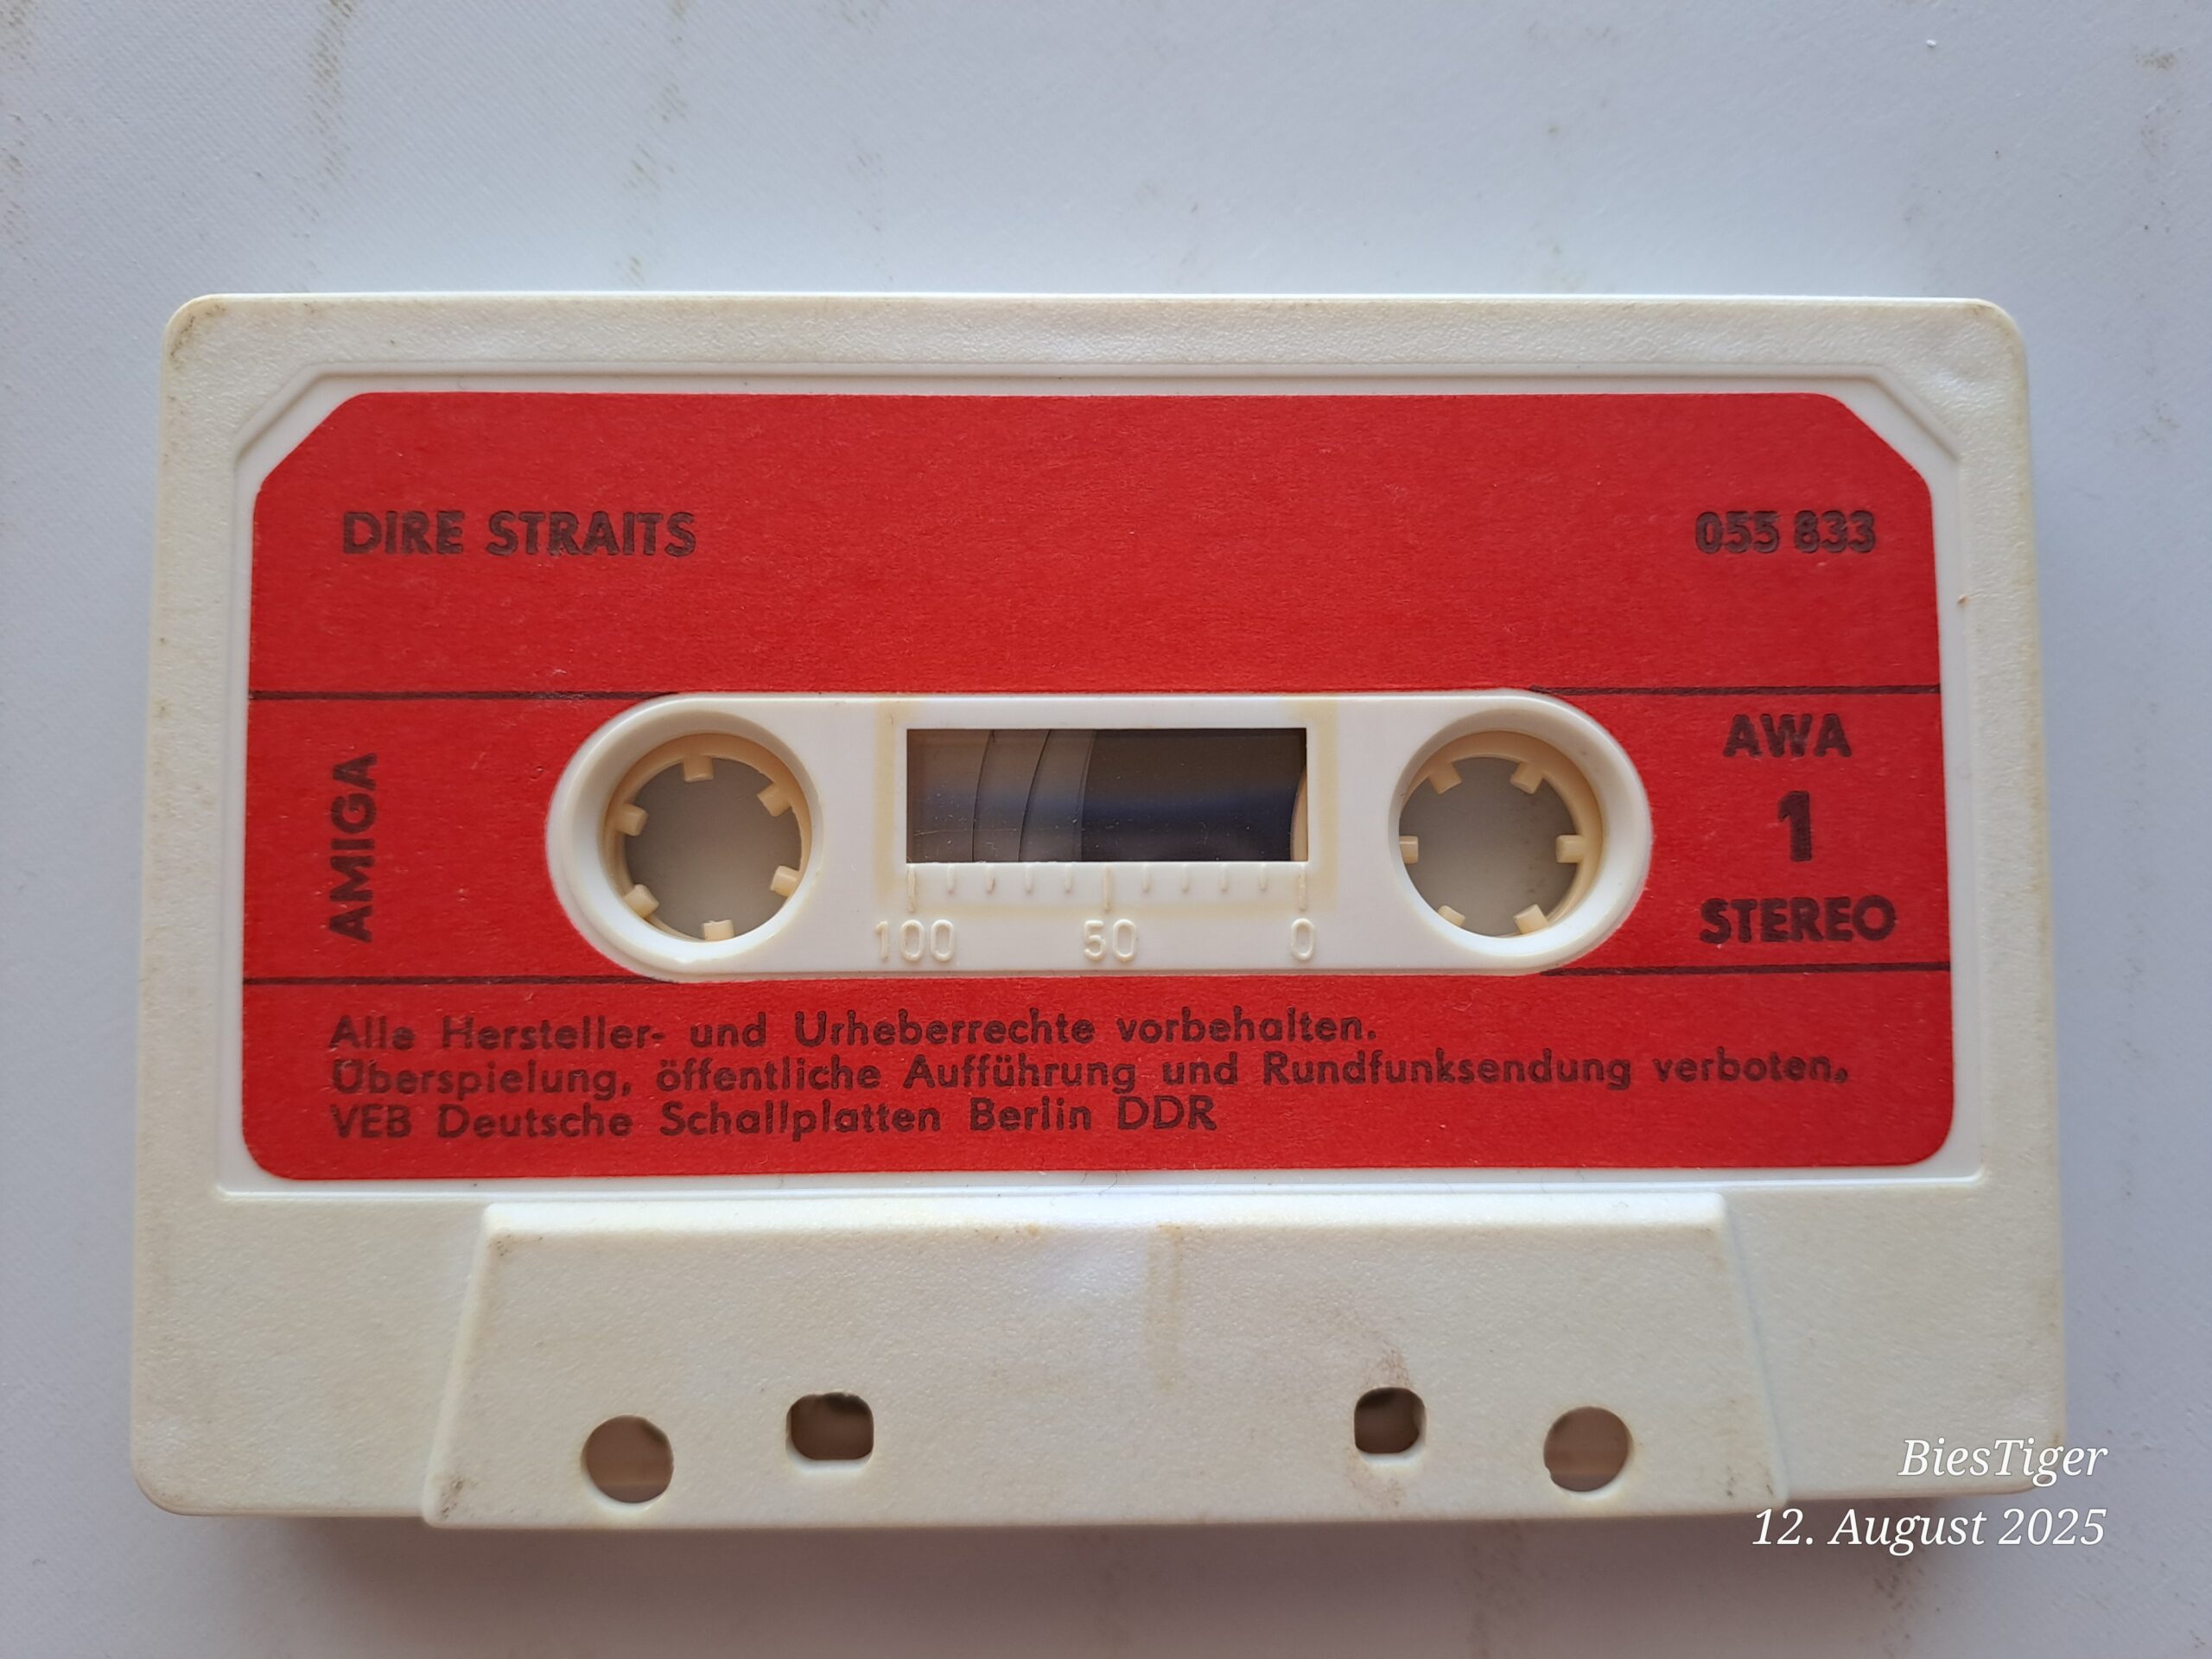 DIRE STRAITS
055 833
AMIGA
AWA
1
STEREO
100 50 0
Alle Hersteller- und Urheberrechte vorbehalten.
Überspielung, öffentliche Aufführung und Rundfunksendung verboten.
VEB Deutsche Schallplatten Berlin DDR
BiesTiger
12. August 2025